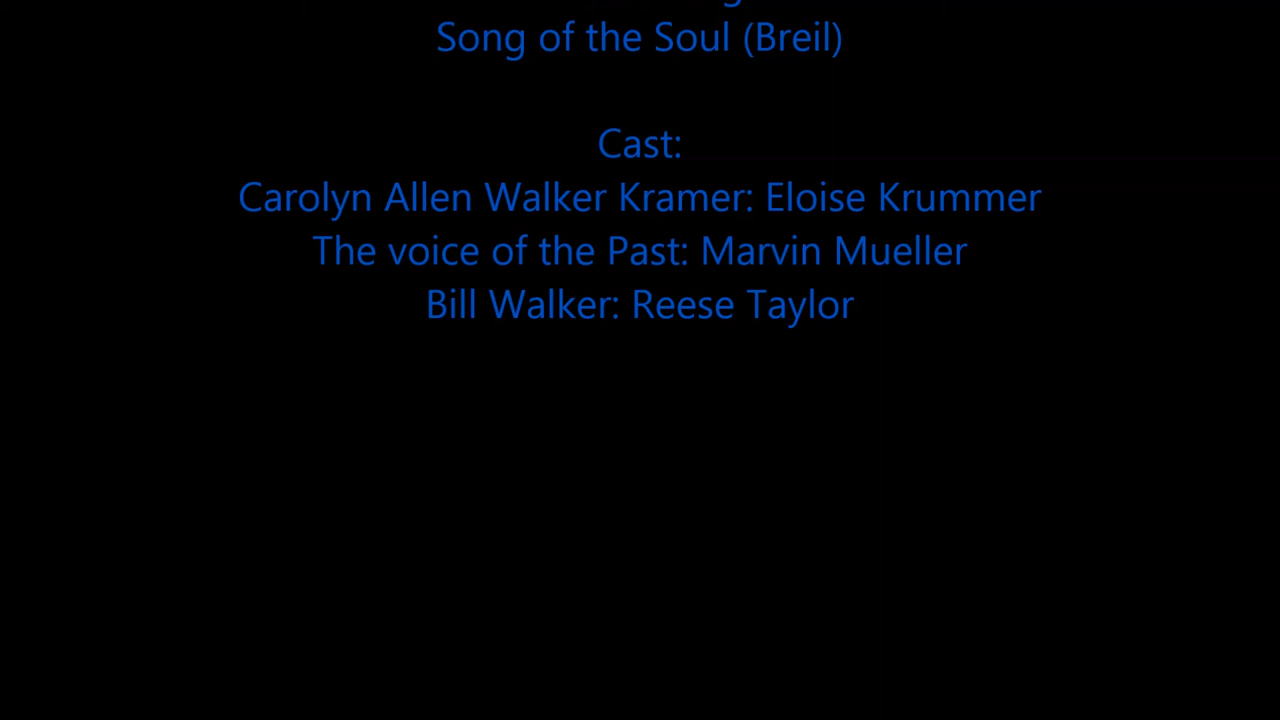 Song of the Soul (Breil)
Cast:
Carolyn Allen Walker Kramer: Eloise Krummer
The voice of the Past: Marvin Mueller
Bill Walker: Reese Taylor